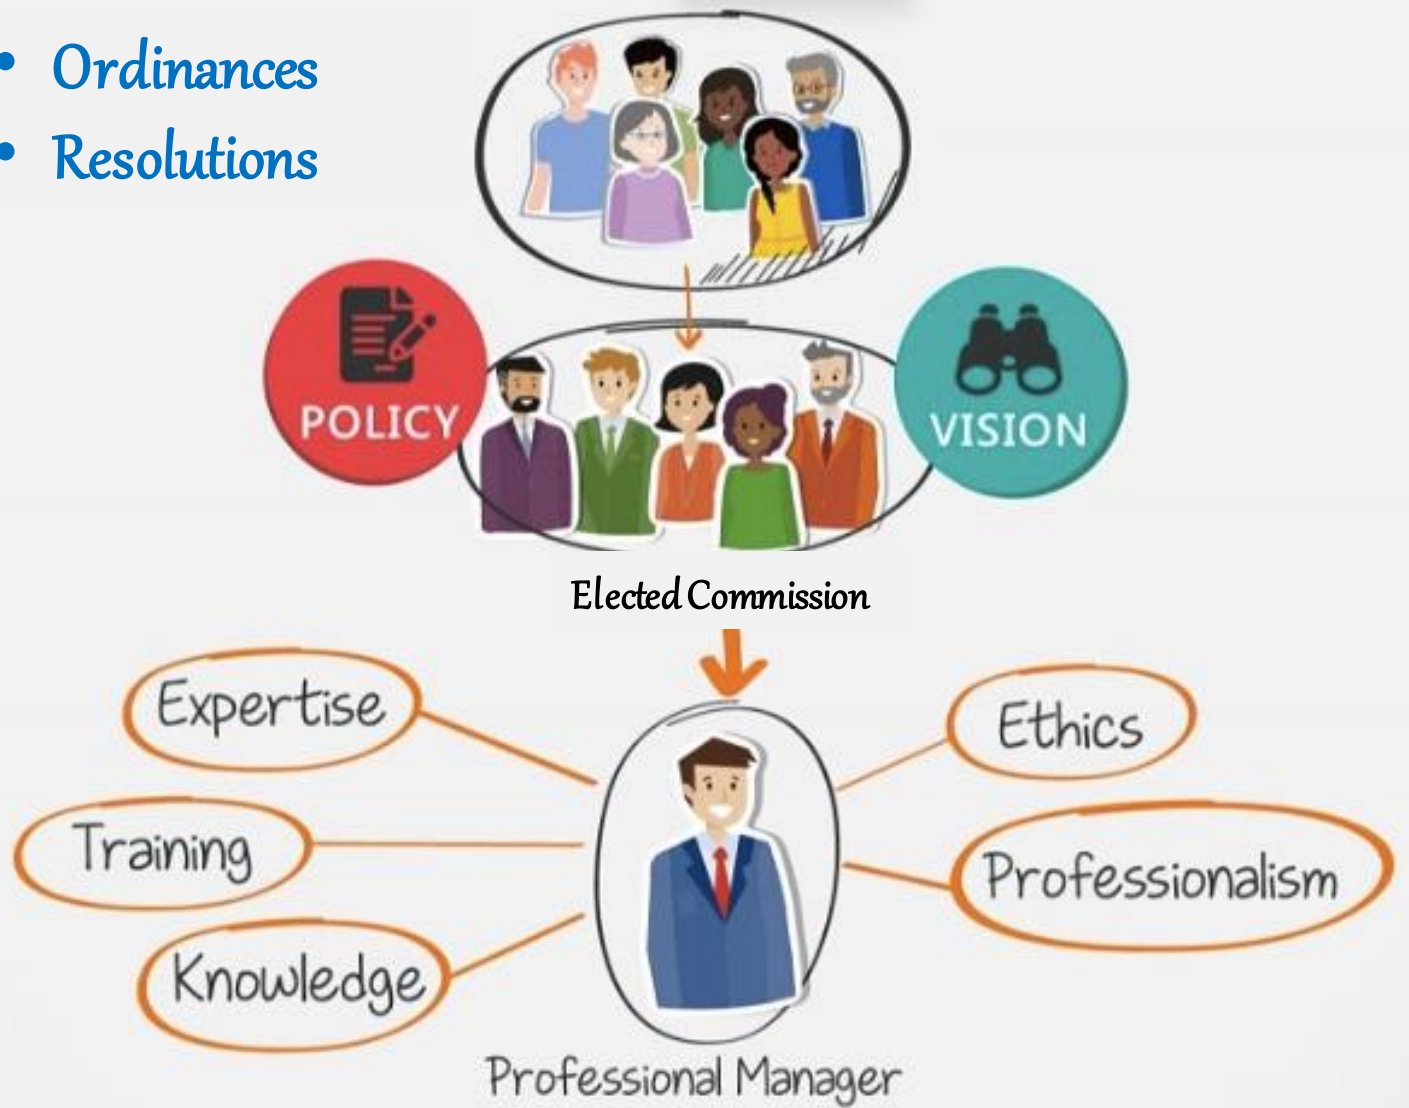 • Ordinances
• Resolutions
POLICY
VISION
Elected Commission
Expertise
Ethics
Training
Professionalism
Knowledge
Professional Manager